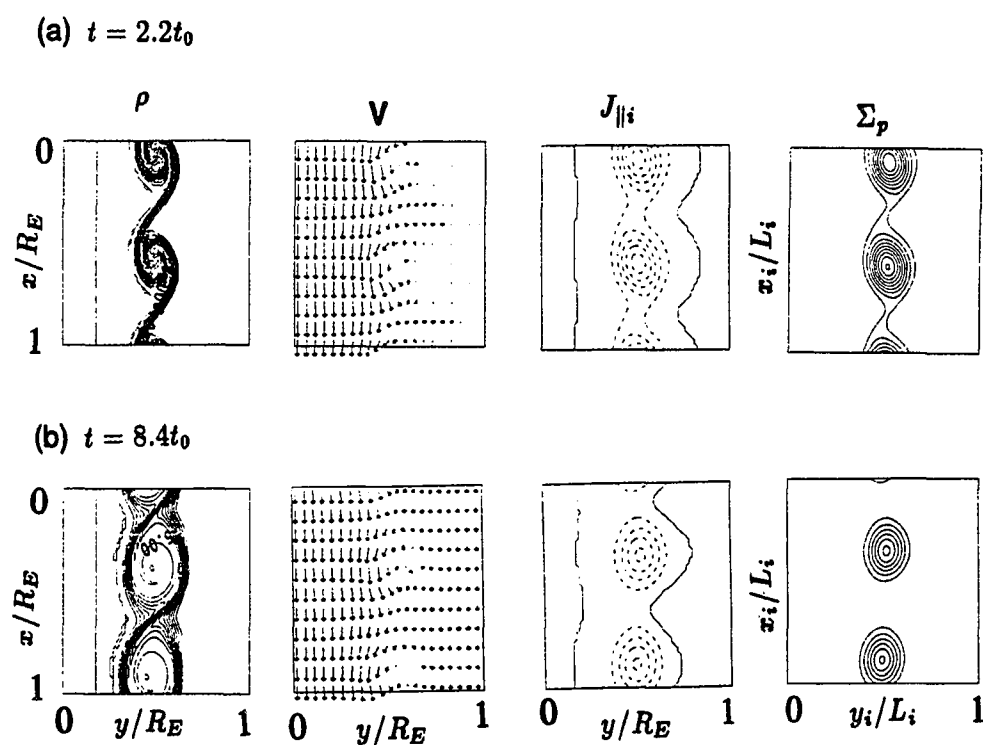 (a) t = 2.2t₀
ρ V J∥i Σp
0
x/R_E
1
x_i/L_i
(b) t = 8.4t₀
0
x/R_E
1
x_i/L_i
0 y/R_E 1
0 y/R_E 1
0 y/R_E 1
0 y_i/L_i 1